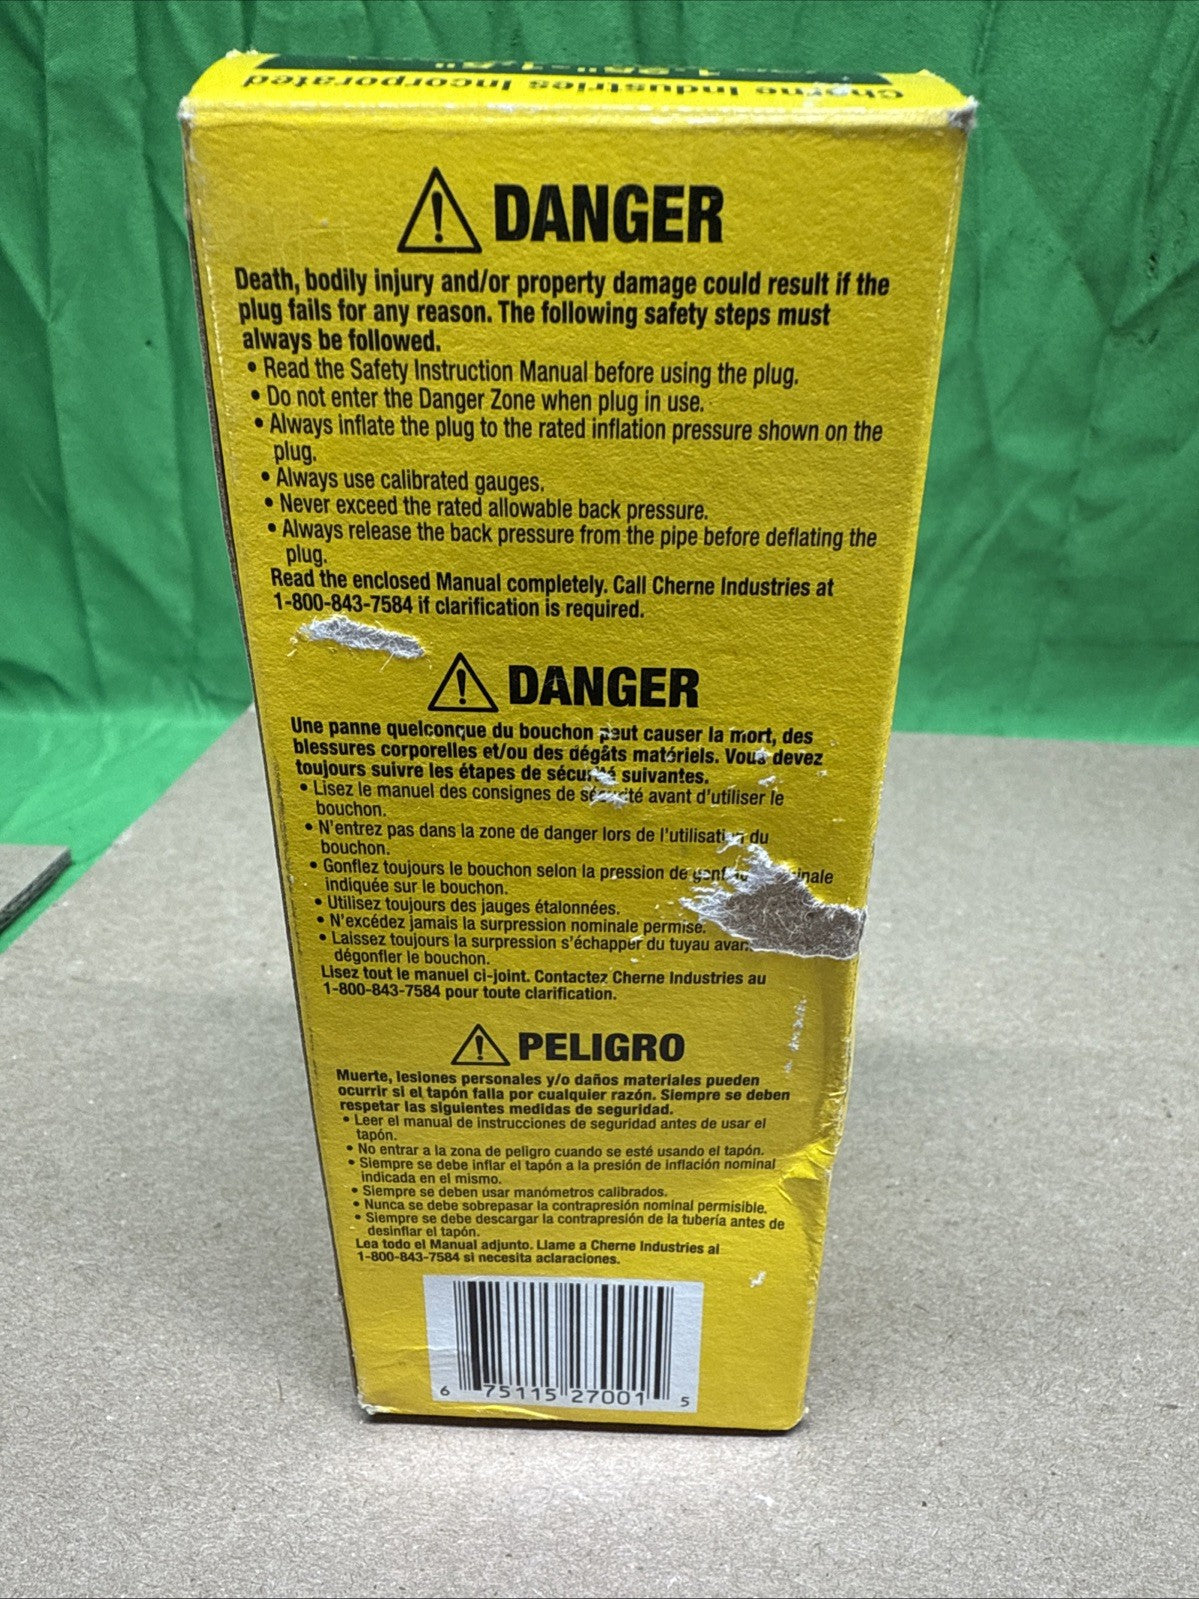 Cherne Industries Incorporated
DANGER
Death, bodily injury and/or property damage could result if the
plug fails for any reason. The following safety steps must
always be followed.
• Read the Safety Instruction Manual before using the plug.
• Do not enter the Danger Zone when plug in use.
• Always inflate the plug to the rated inflation pressure shown on the
plug.
• Always use calibrated gauges.
• Never exceed the rated allowable back pressure.
• Always release the back pressure from the pipe before deflating the
plug.
Read the enclosed Manual completely. Call Cherne Industries at
1-800-843-7584 if clarification is required.
DANGER
Une panne quelconque du bouchon peut causer la mort, des
blessures corporelles et/ou des dégâts matériels. Vous devez
toujours suivre les étapes de sécurité suivantes.
• Lisez le manuel des consignes de sécurité avant d'utiliser le
bouchon.
• N'entrez pas dans la zone de danger lors de l'utilisation du
bouchon.
• Gonflez toujours le bouchon selon la pression de
indiquée sur le bouchon.
• Utilisez toujours des jauges étalonnées.
• N'excédez jamais la surpression nominale permise.
• Laissez toujours la surpression s'échapper du tuyau avan
dégonfler le bouchon.
Lisez tout le manuel ci-joint. Contactez Cherne Industries au
1-800-843-7584 pour toute clarification.
PELIGRO
Muerte, lesiones personales y/o daños materiales pueden
ocurrir si el tapón falla por cualquier razón. Siempre se deben
respetar las siguientes medidas de seguridad.
• Leer el manual de instrucciones de seguridad antes de usar el
tapón.
• No entrar a la zona de peligro cuando se esté usando el tapón.
• Siempre se debe inflar el tapón a la presión de inflación nominal
indicada en el mismo.
• Siempre se deben usar manómetros calibrados.
• Nunca se debe sobrepasar la contrapresión nominal permisible.
• Siempre se debe descargar la contrapresión de la tubería antes de
desinflar el tapón.
Lea todo el Manual adjunto. Llame a Cherne Industries al
1-800-843-7584 si necesita aclaraciones.
6 75115 27001 5